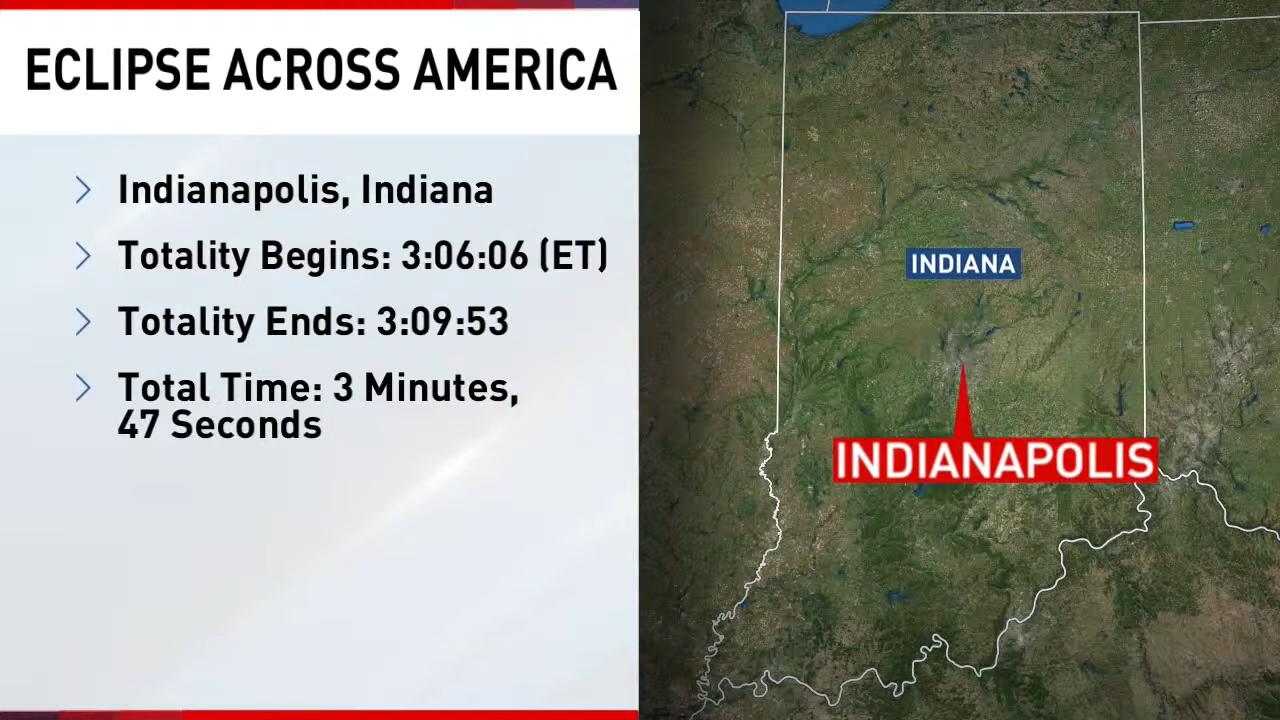 ECLIPSE ACROSS AMERICA
Indianapolis, Indiana
Totality Begins: 3:06:06 (ET)
Totality Ends: 3:09:53
Total Time: 3 Minutes,
47 Seconds
INDIANA
INDIANAPOLIS